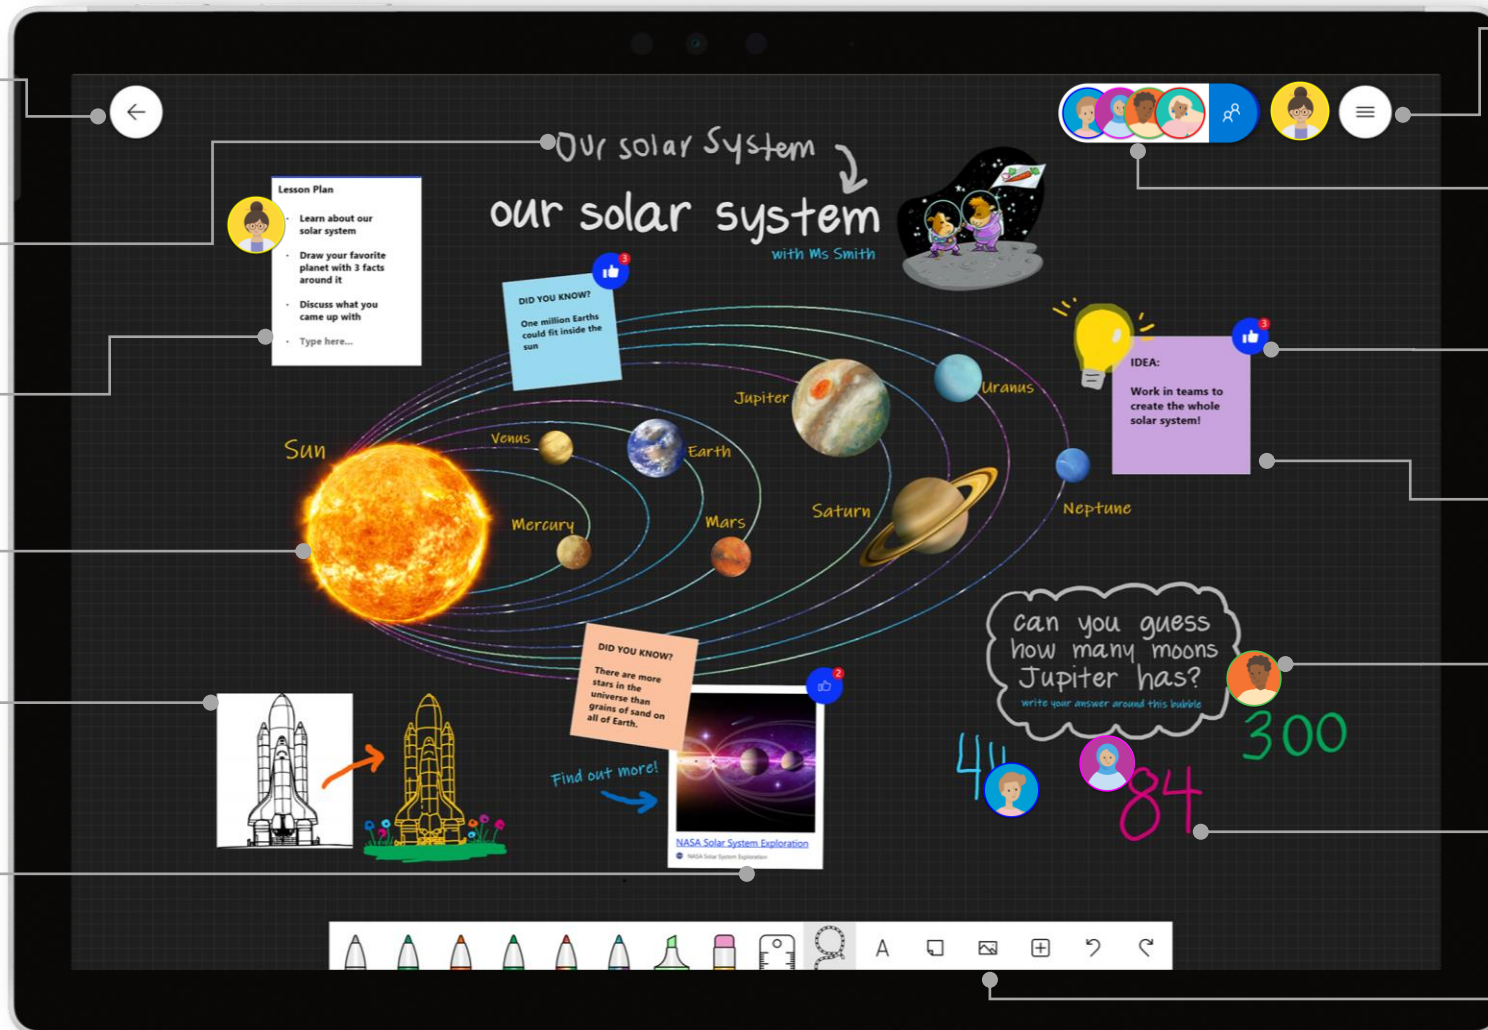 Our solar System
our solar system
with Ms Smith
Lesson Plan
· Learn about our
solar system
· Draw your favorite
planet with 3 facts
around it
· Discuss what you
came up with
· Type here...
3
DID YOU KNOW?
One million Earths
could fit inside the
sun
3
IDEA:
Work in teams to
create the whole
solar system!
Sun
Mercury
Venus
Earth
Mars
Jupiter
Saturn
Uranus
Neptune
DID YOU KNOW?
There are more
stars in the
universe than
grains of sand on
all of Earth.
2
Find out more!
NASA Solar System Exploration
NASA Solar System Exploration
can you guess
how many moons
Jupiter has?
write your answer around this bubble
300
84
A